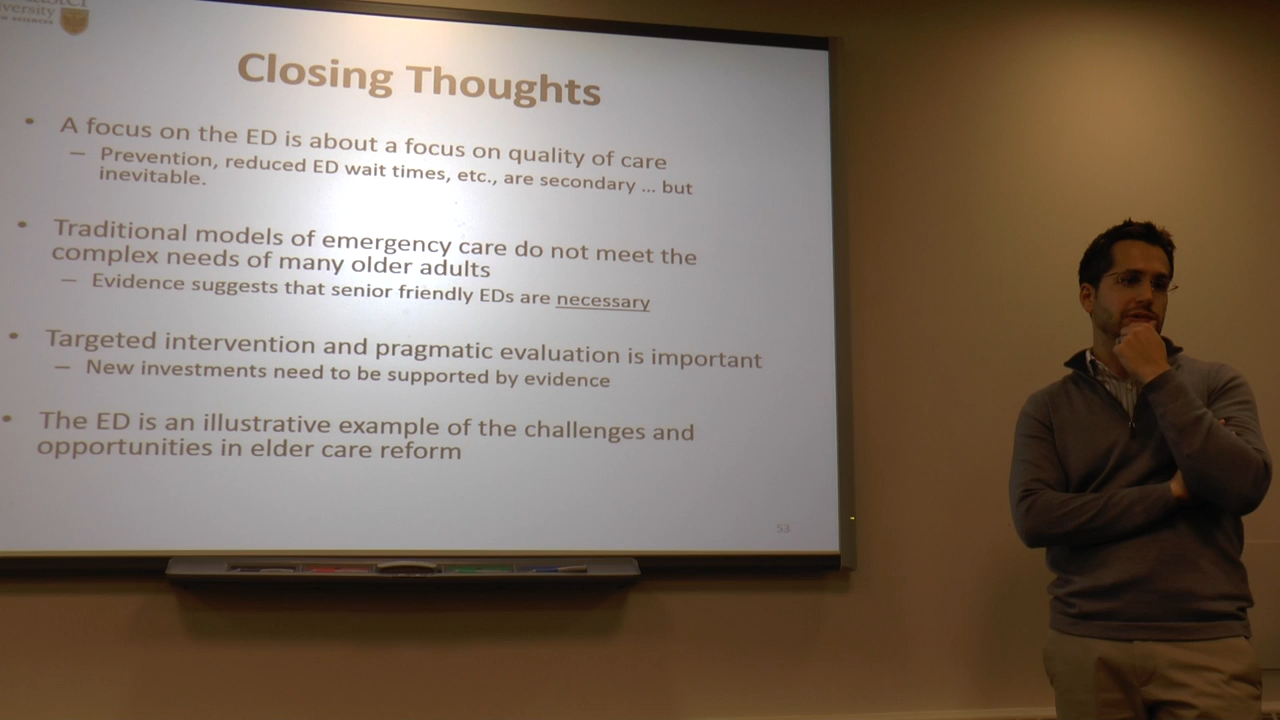 versity
SCIENCES
Closing Thoughts
• A focus on the ED is about a focus on quality of care
– Prevention, reduced ED wait times, etc., are secondary ... but
inevitable.
• Traditional models of emergency care do not meet the
complex needs of many older adults
– Evidence suggests that senior friendly EDs are necessary
• Targeted intervention and pragmatic evaluation is important
– New investments need to be supported by evidence
• The ED is an illustrative example of the challenges and
opportunities in elder care reform
53